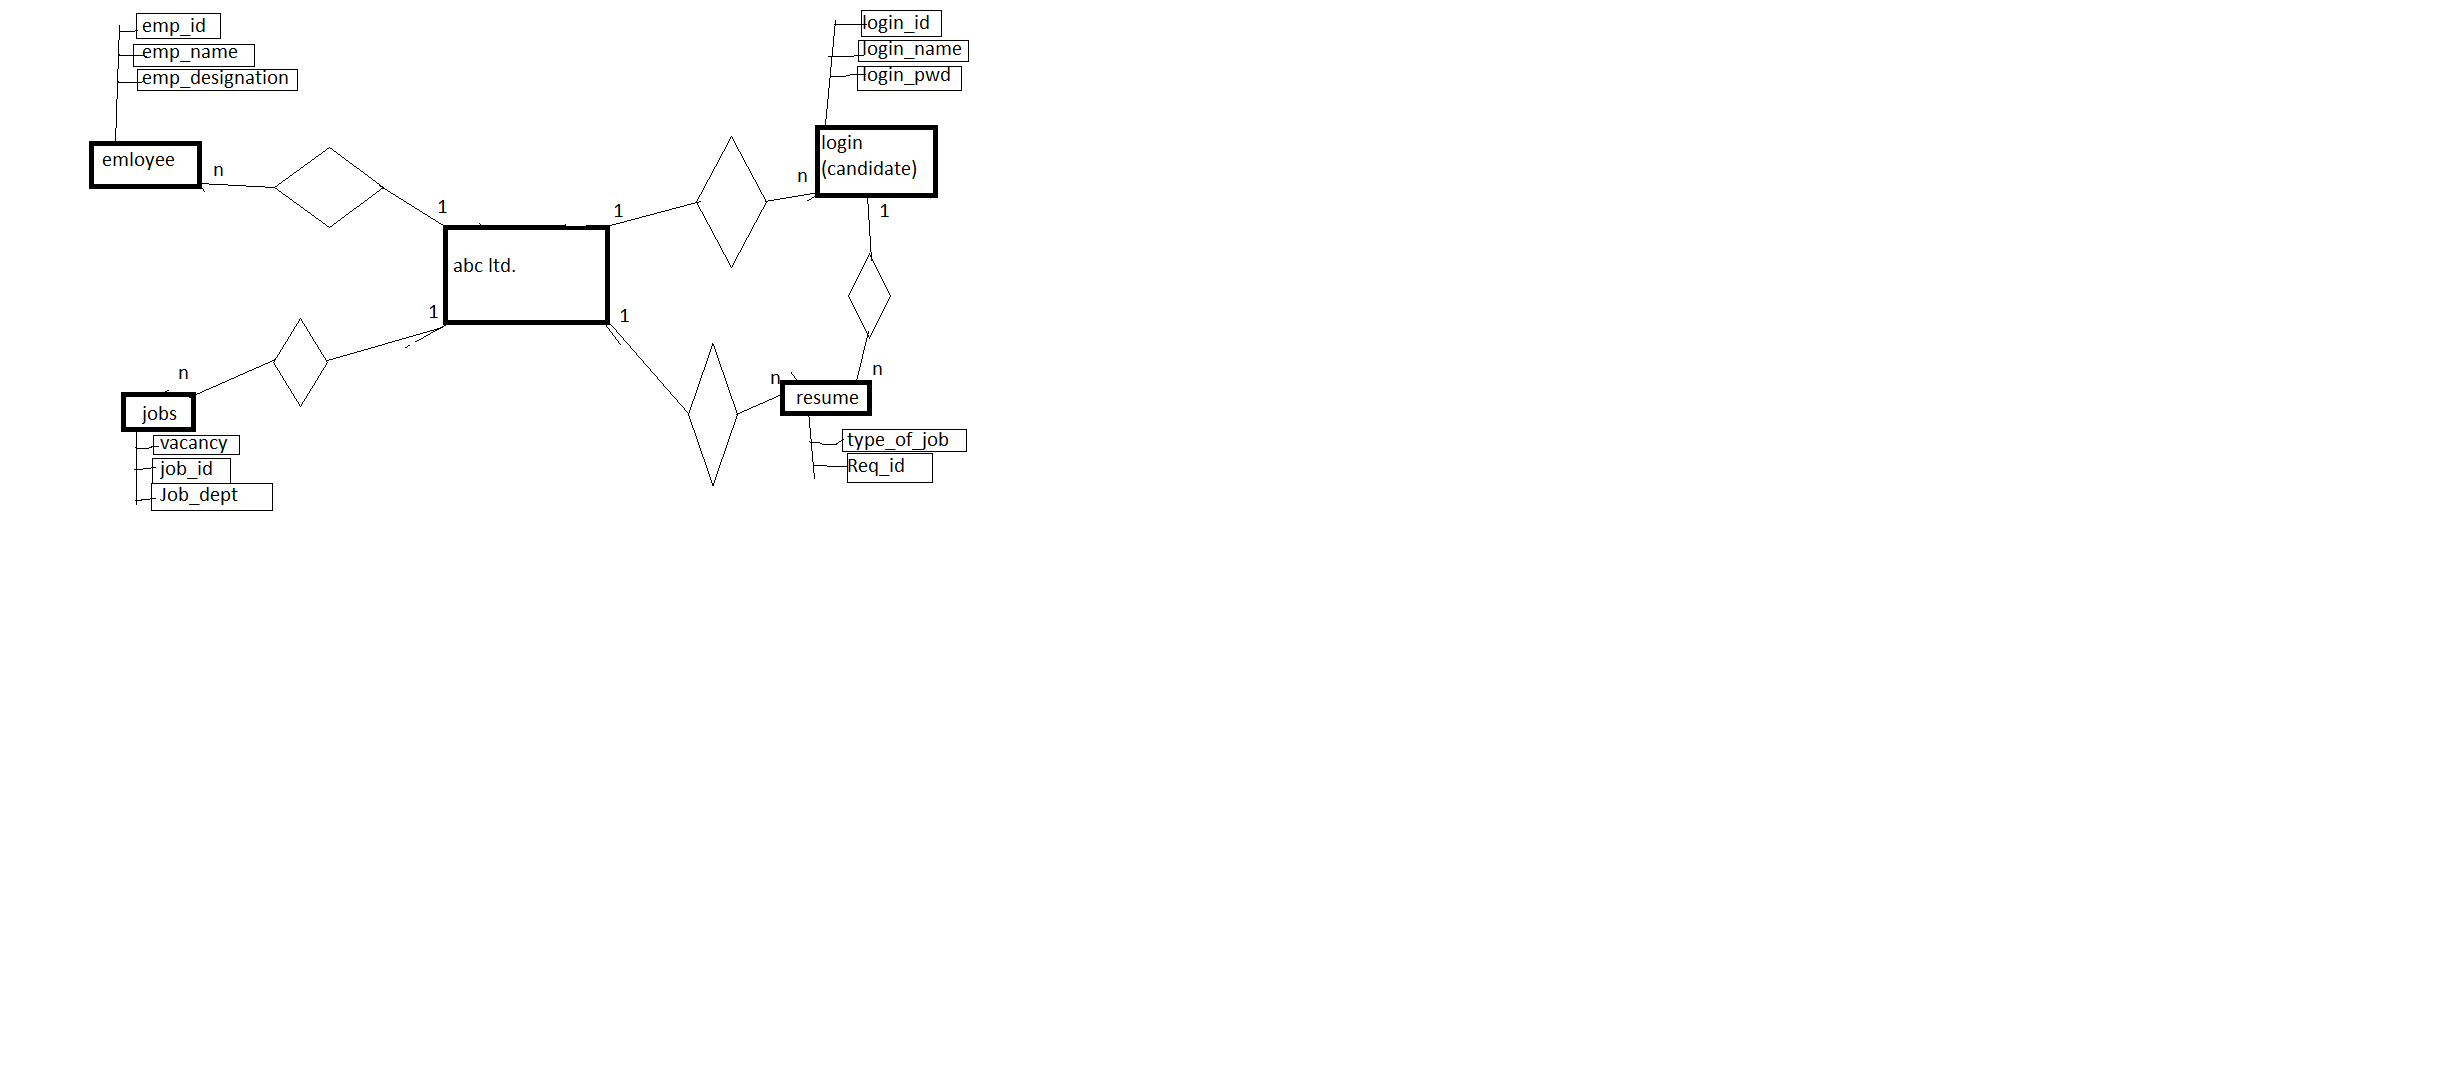 emp_id
emp_name
emp_designation
login_id
login_name
login_pwd
emloyee
n
login
(candidate)
n
1
1
1
abc ltd.
1
1
n
jobs
vacancy
job_id
Job_dept
n
n
resume
type_of_job
Req_id